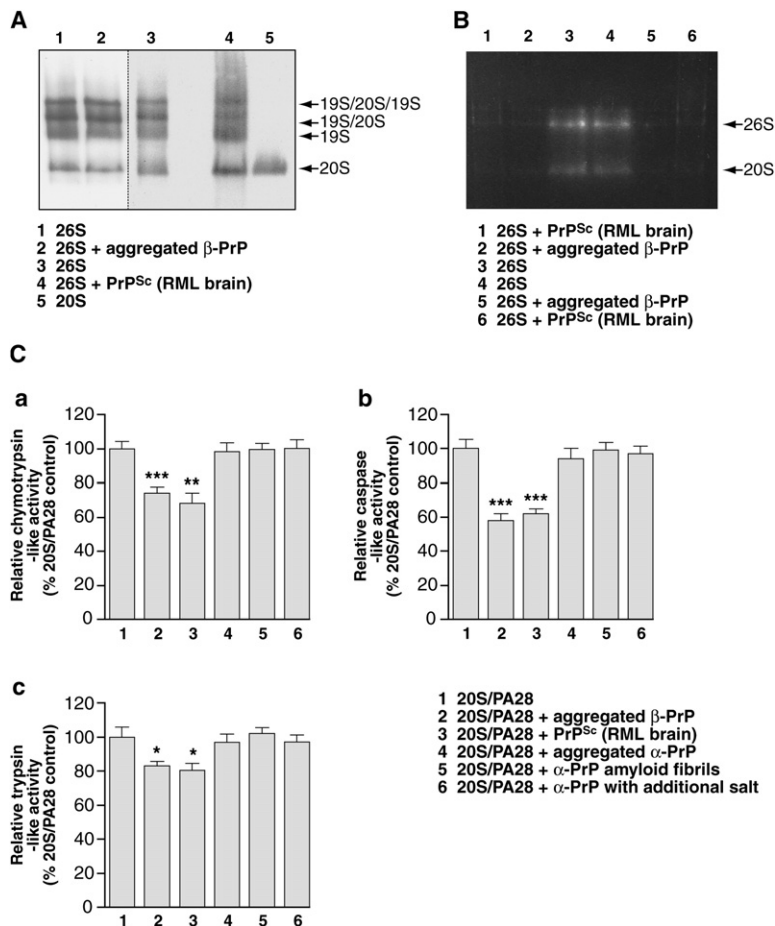 A
1 2 3 4 5
19S/20S/19S
19S/20S
19S
20S
1 26S
2 26S + aggregated β-PrP
3 26S
4 26S + PrPSc (RML brain)
5 20S
B
1 2 3 4 5 6
26S
20S
1 26S + PrPSc (RML brain)
2 26S + aggregated β-PrP
3 26S
4 26S
5 26S + aggregated β-PrP
6 26S + PrPSc (RML brain)
C
a
Relative chymotrypsin
-like activity
(% 20S/PA28 control)
120
100
80
60
40
20
0
*** **
1 2 3 4 5 6
b
Relative caspase
-like activity
(% 20S/PA28 control)
120
100
80
60
40
20
0
*** ***
1 2 3 4 5 6
c
Relative trypsin
-like activity
(% 20S/PA28 control)
120
100
80
60
40
20
0
* *
1 2 3 4 5 6
1 20S/PA28
2 20S/PA28 + aggregated β-PrP
3 20S/PA28 + PrPSc (RML brain)
4 20S/PA28 + aggregated α-PrP
5 20S/PA28 + α-PrP amyloid fibrils
6 20S/PA28 + α-PrP with additional salt